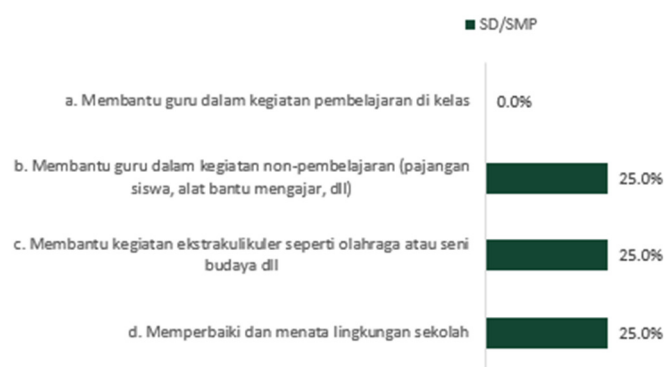 SD/SMP
a. Membantu guru dalam kegiatan pembelajaran di kelas
0.0%
b. Membantu guru dalam kegiatan non-pembelajaran (pajangan
siswa, alat bantu mengajar, dll)
25.0%
c. Membantu kegiatan ekstrakulikuler seperti olahraga atau seni
budaya dll
25.0%
d. Memperbaiki dan menata lingkungan sekolah
25.0%